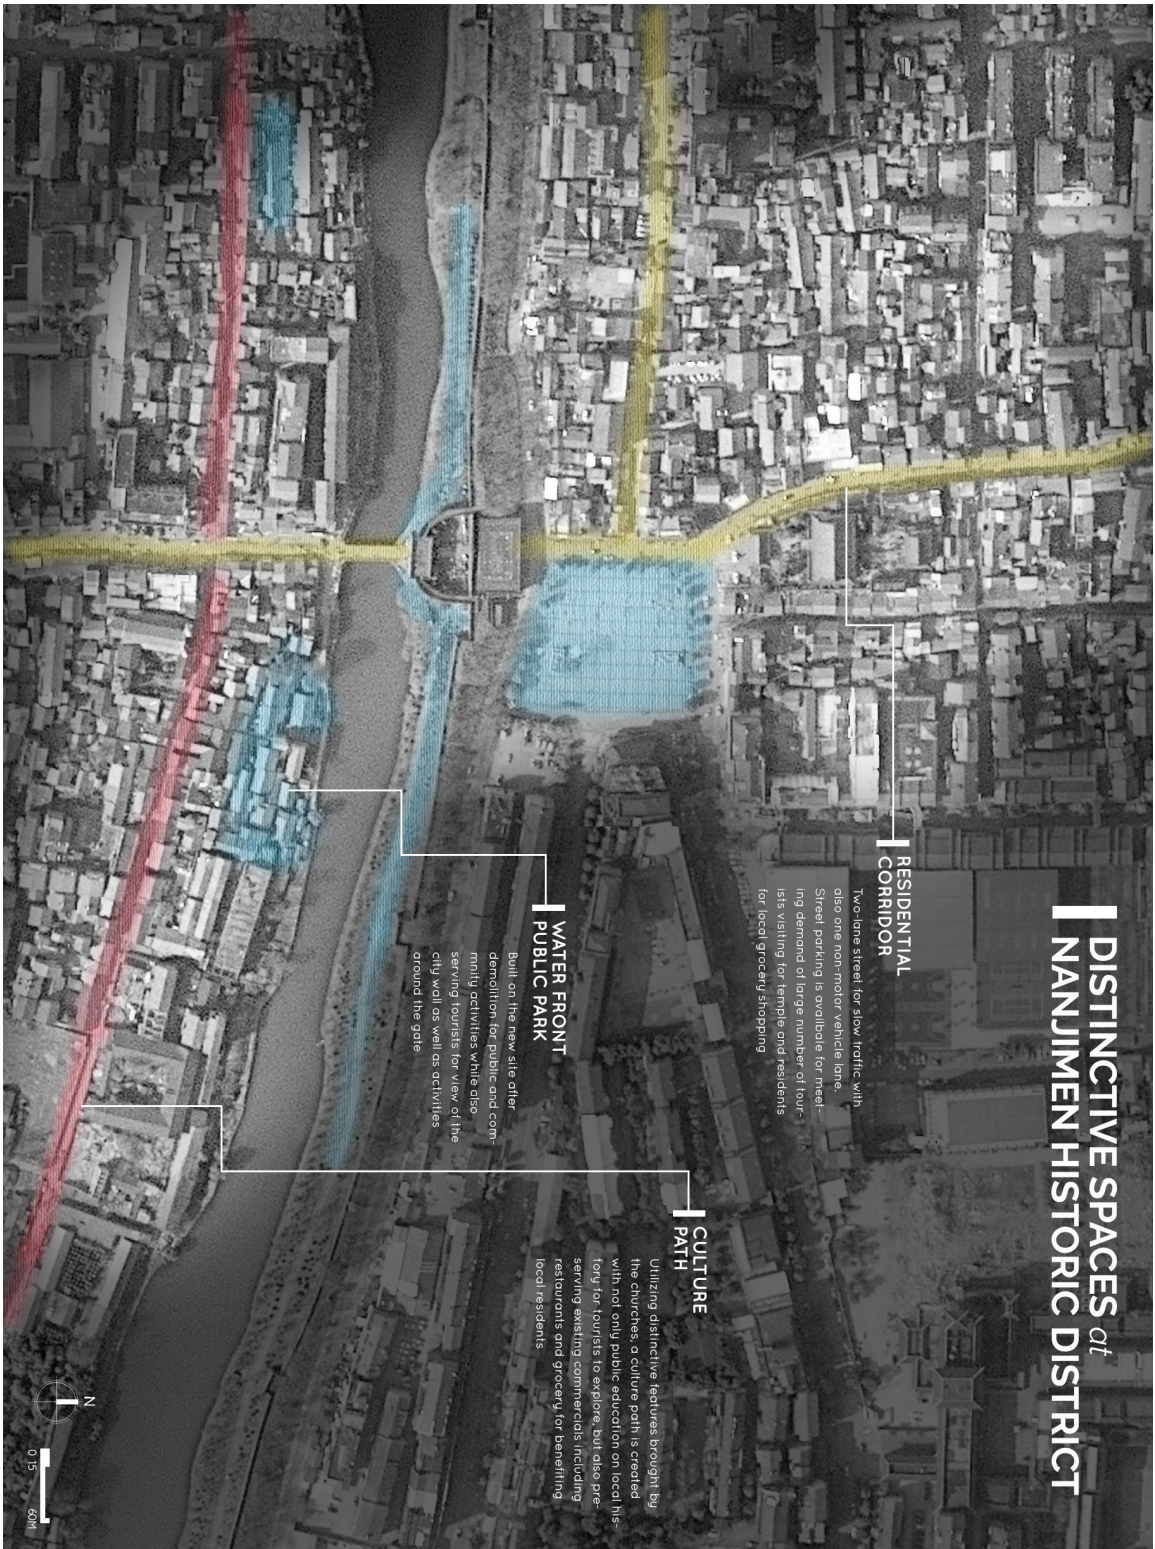 DISTINCTIVE SPACES at
NANJIMEN HISTORIC DISTRICT
RESIDENTIAL
CORRIDOR
Two-lane street for slow traffic with
also one non-motor vehicle lane.
Street parking is availbale for meet-
ing demand of large number of tour-
ists visiting for temple and residents
for local grocery shopping
WATER FRONT
PUBLIC PARK
Built on the new site after
demolition for public and com-
mnity activities while also
serving tourists for view of the
city wall as well as activities
around the gate
CULTURE
PATH
Utilizing distinctive features brought by
the churches, a culture path is created
with not only public education on local his-
tory for tourists to explore, but also pre-
serving existing commercials including
restaurants and grocery for benefiting
local residents
N
0 15 60M